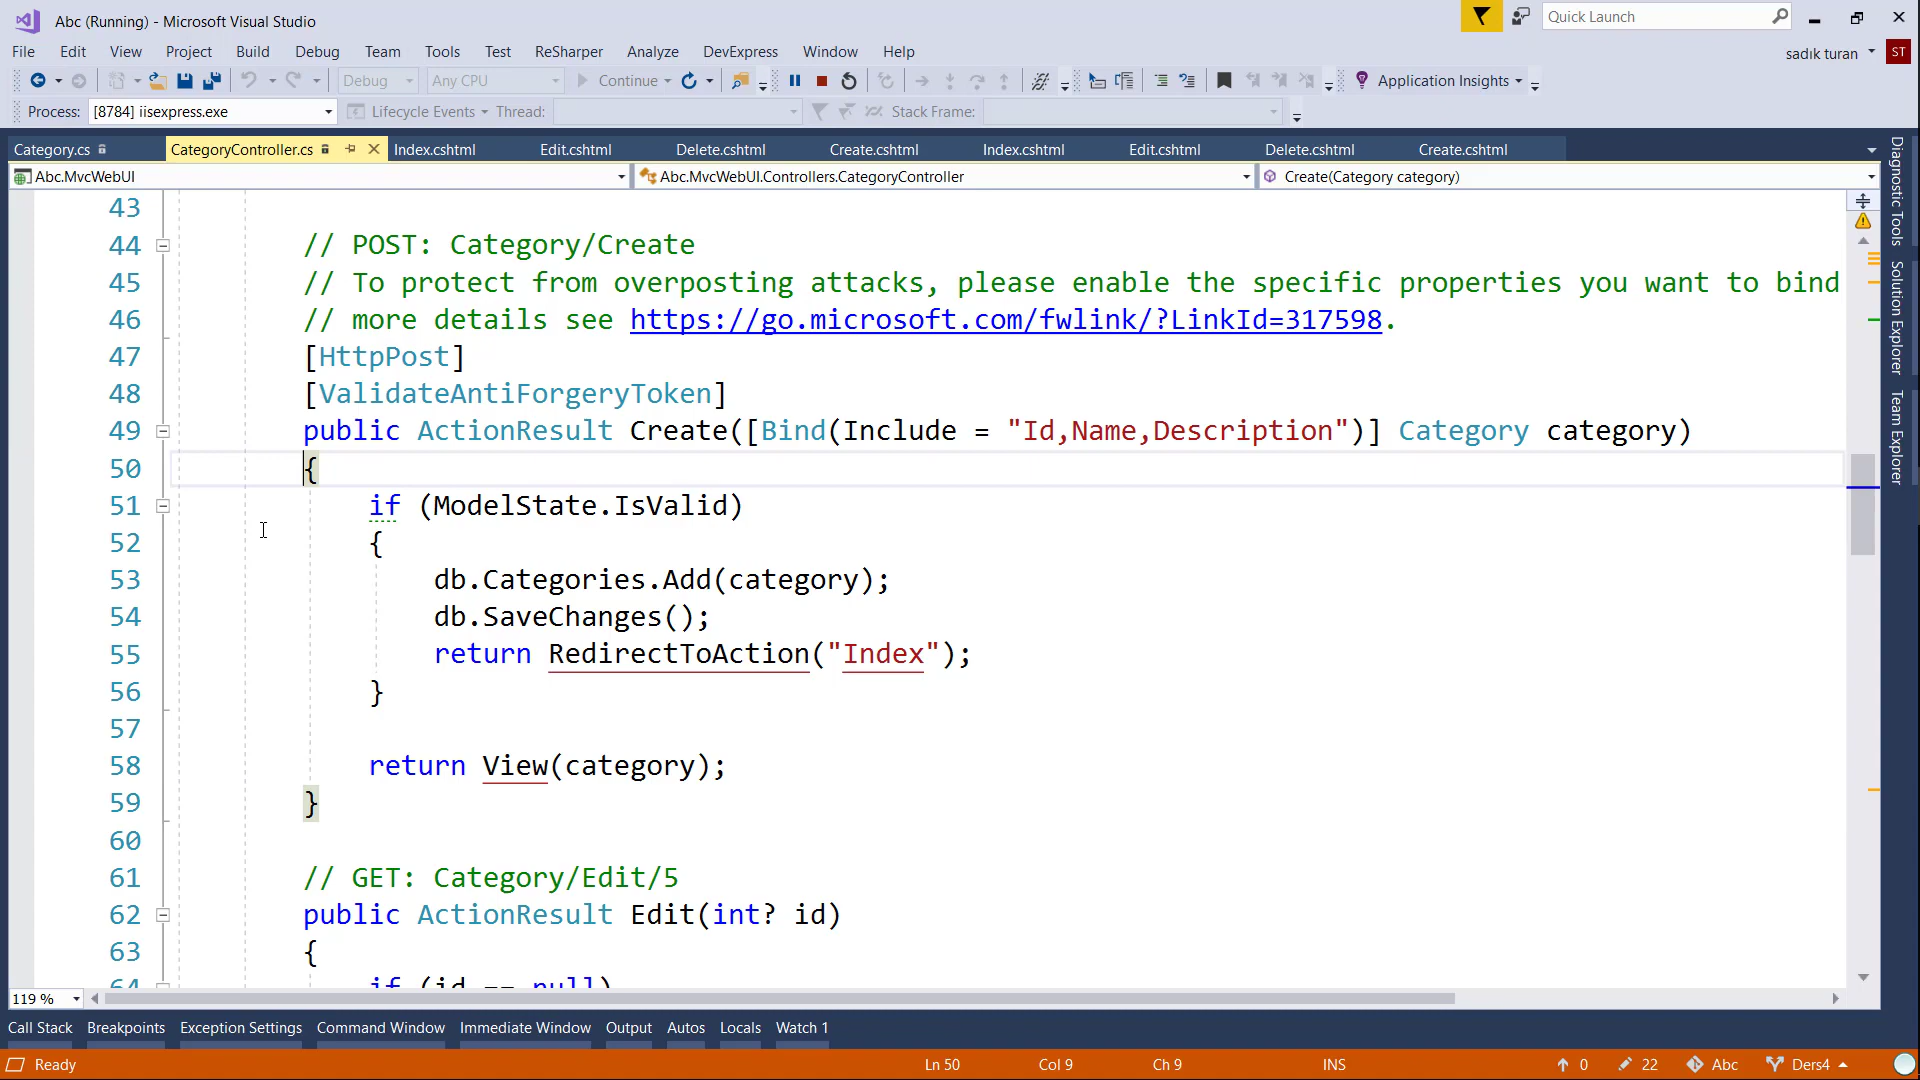 Abc (Running) - Microsoft Visual Studio
Quick Launch
File Edit View Project Build Debug Team Tools Test ReSharper Analyze DevExpress Window Help
sadık turan ST
Debug Any CPU Continue Application Insights
Process: [8784] iisexpress.exe Lifecycle Events Thread: Stack Frame:
Category.cs CategoryController.cs Index.cshtml Edit.cshtml Delete.cshtml Create.cshtml Index.cshtml Edit.cshtml Delete.cshtml Create.cshtml
Abc.MvcWebUI Abc.MvcWebUI.Controllers.CategoryController Create(Category category)
43
44 // POST: Category/Create
45 // To protect from overposting attacks, please enable the specific properties you want to bind
46 // more details see https://go.microsoft.com/fwlink/?LinkId=317598.
47 [HttpPost]
48 [ValidateAntiForgeryToken]
49 public ActionResult Create([Bind(Include = "Id,Name,Description")] Category category)
50 {
51 if (ModelState.IsValid)
52 {
53 db.Categories.Add(category);
54 db.SaveChanges();
55 return RedirectToAction("Index");
56 }
57
58 return View(category);
59 }
60
61 // GET: Category/Edit/5
62 public ActionResult Edit(int? id)
63 {
64 if (id == null)
119 %
Diagnostic Tools
Solution Explorer
Team Explorer
Call Stack Breakpoints Exception Settings Command Window Immediate Window Output Autos Locals Watch 1
Ready Ln 50 Col 9 Ch 9 INS 0 22 Abc Ders4